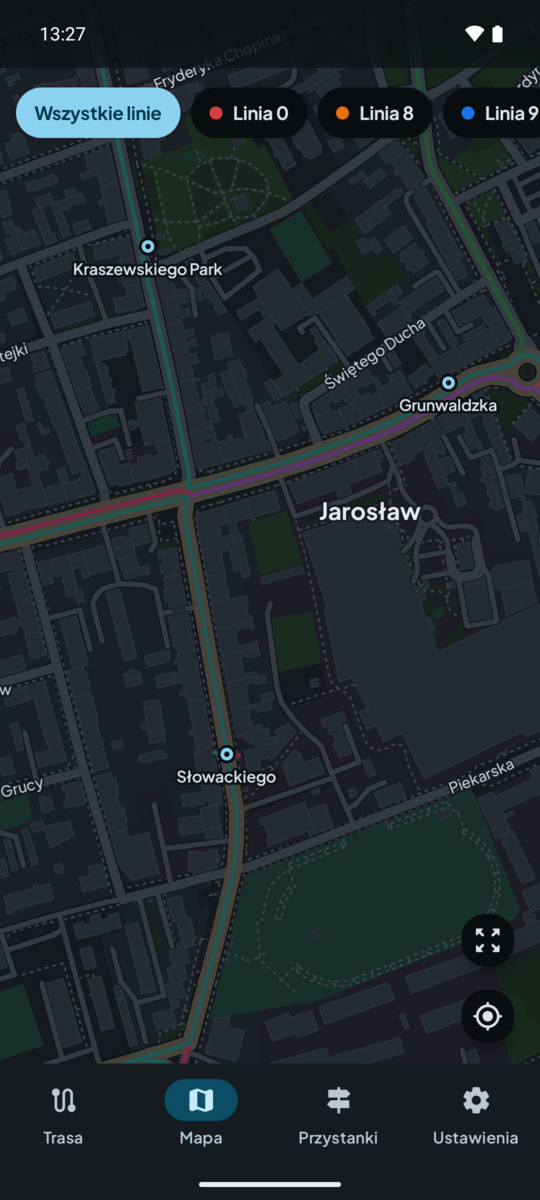 13:27
Fryderyka Chopina
Wszystkie linie
Linia 0
Linia 8
Linia 9
Kraszewskiego Park
tejki
Świętego Ducha
Grunwaldzka
Jarosław
w
Słowackiego
Grucy
Piekarska
Trasa
Mapa
Przystanki
Ustawienia